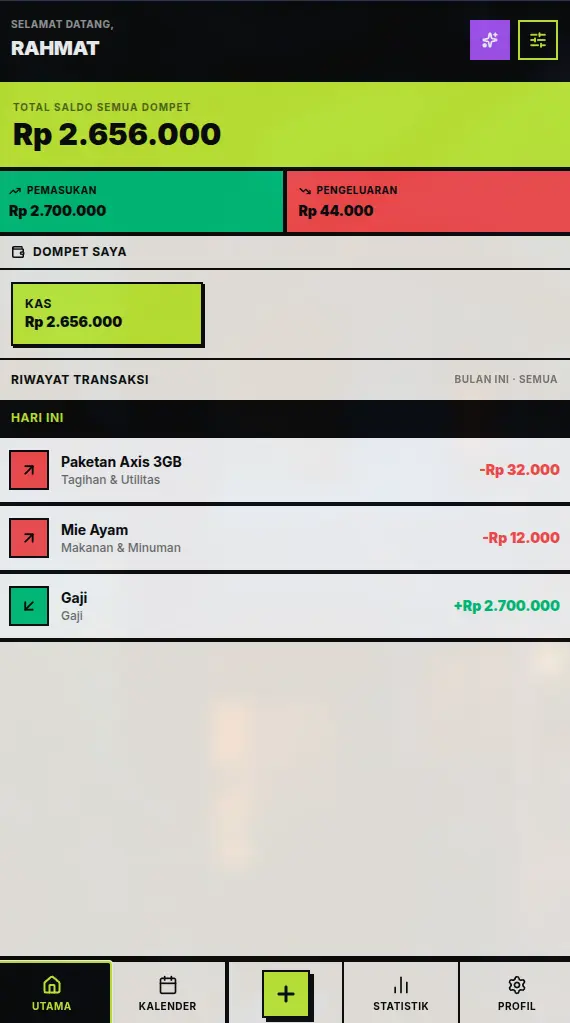 SELAMAT DATANG,
RAHMAT
TOTAL SALDO SEMUA DOMPET
Rp 2.656.000
PEMASUKAN
Rp 2.700.000
PENGELUARAN
Rp 44.000
DOMPET SAYA
KAS
Rp 2.656.000
RIWAYAT TRANSAKSI
BULAN INI · SEMUA
HARI INI
Paketan Axis 3GB
-Rp 32.000
Tagihan & Utilitas
Mie Ayam
-Rp 12.000
Makanan & Minuman
Gaji
+Rp 2.700.000
Gaji
UTAMA
KALENDER
STATISTIK
PROFIL